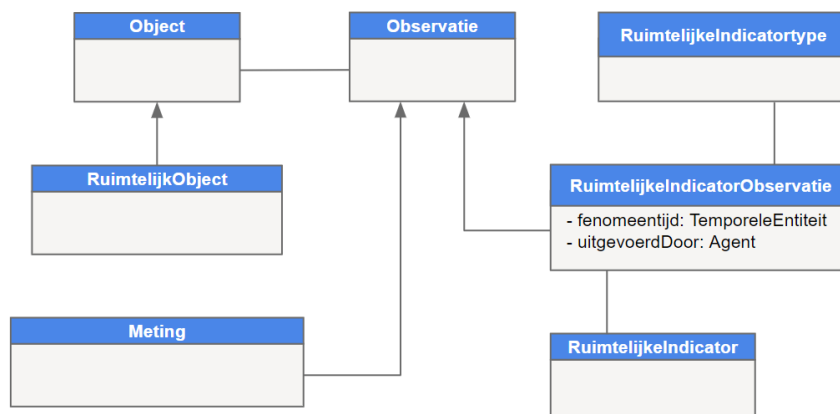 Object
Observatie
RuimtelijkeIndicatortype
RuimtelijkObject
RuimtelijkeIndicatorObservatie
- fenomeentijd: TemporeleEntiteit
- uitgevoerdDoor: Agent
Meting
RuimtelijkeIndicator